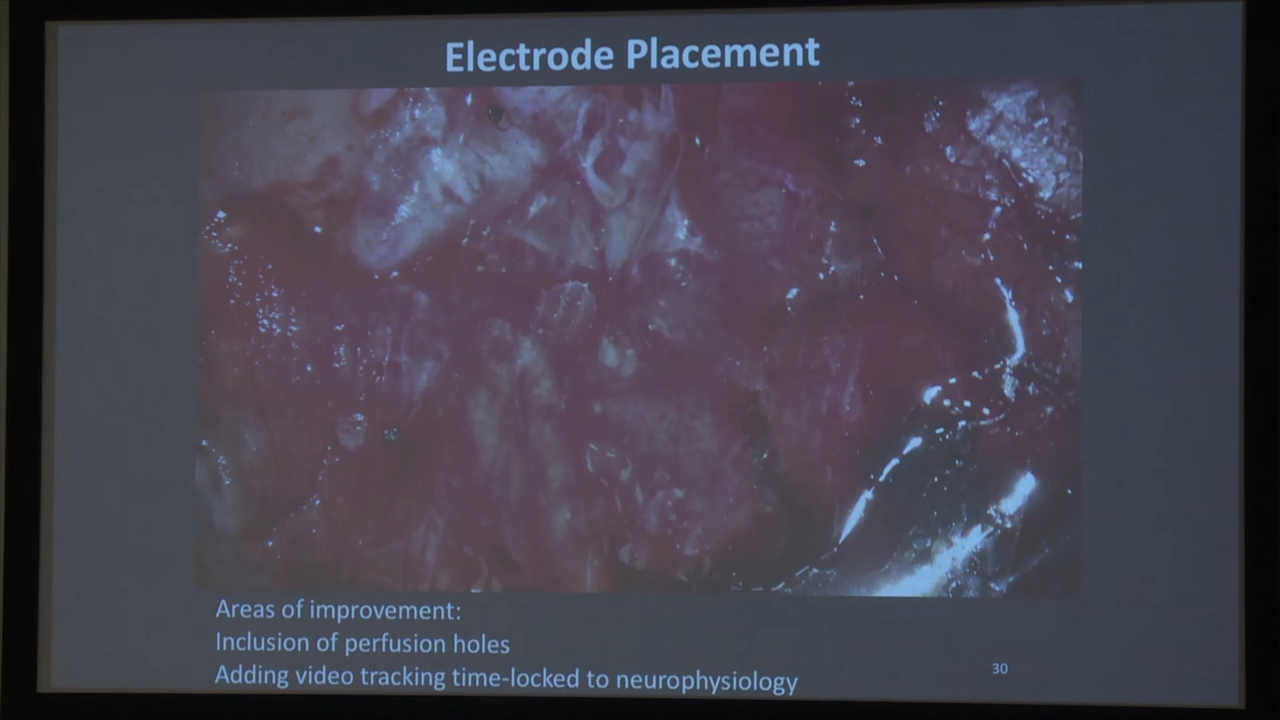 Electrode Placement
Areas of improvement:
Inclusion of perfusion holes
Adding video tracking time-locked to neurophysiology
30